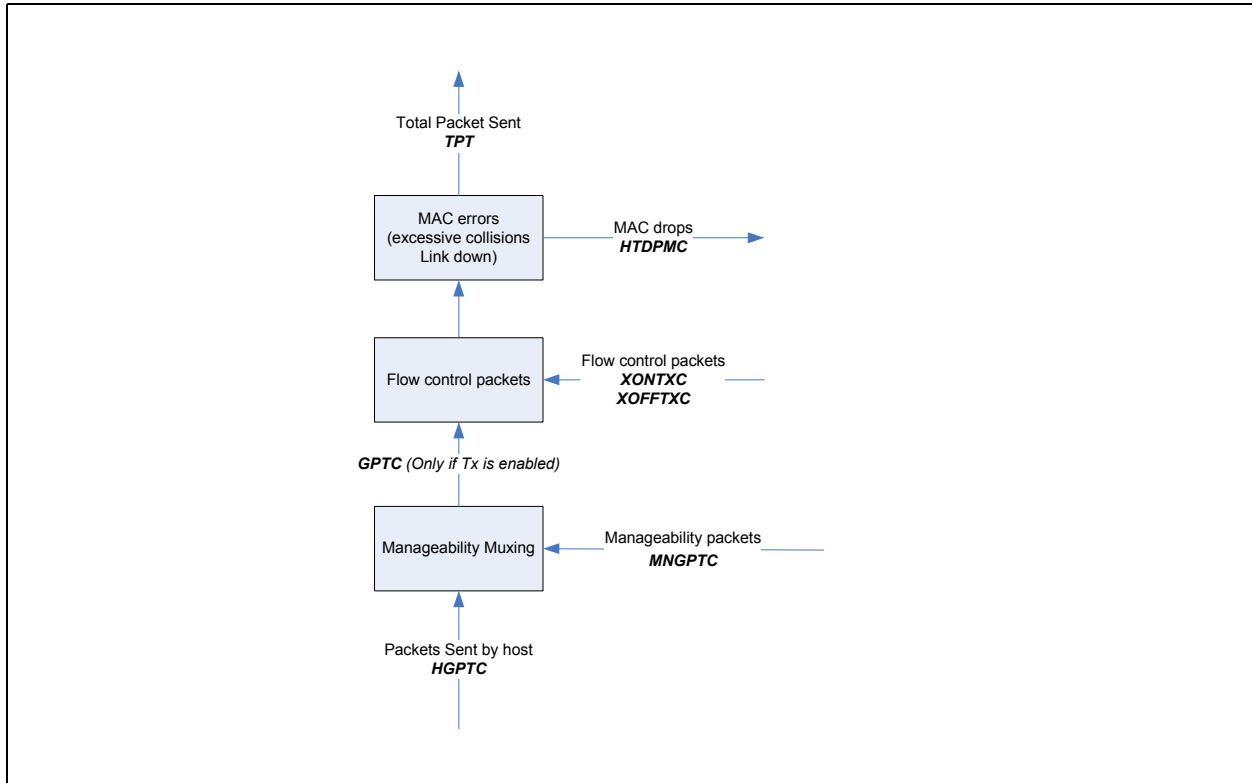 Total Packet Sent
TPT
MAC errors
(excessive collisions
Link down)
MAC drops
HTDPMC
Flow control packets
Flow control packets
XONTXC
XOFFTXC
GPTC (Only if Tx is enabled)
Manageability Muxing
Manageability packets
MNGPTC
Packets Sent by host
HGPTC